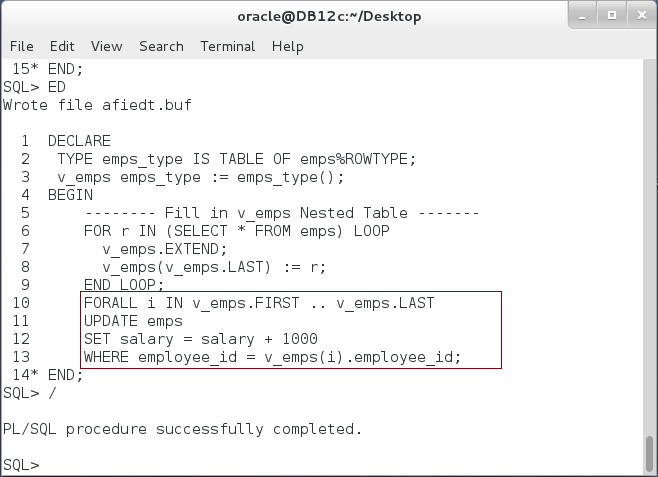 oracle@DB12c:~/Desktop
File Edit View Search Terminal Help
15* END;
SQL> ED
Wrote file afiedt.buf
1 DECLARE
2 TYPE emps_type IS TABLE OF emps%ROWTYPE;
3 v_emps emps_type := emps_type();
4 BEGIN
5 -------- Fill in v_emps Nested Table -------
6 FOR r IN (SELECT * FROM emps) LOOP
7 v_emps.EXTEND;
8 v_emps(v_emps.LAST) := r;
9 END LOOP;
10 FORALL i IN v_emps.FIRST .. v_emps.LAST
11 UPDATE emps
12 SET salary = salary + 1000
13 WHERE employee_id = v_emps(i).employee_id;
14* END;
SQL> /
PL/SQL procedure successfully completed.
SQL>